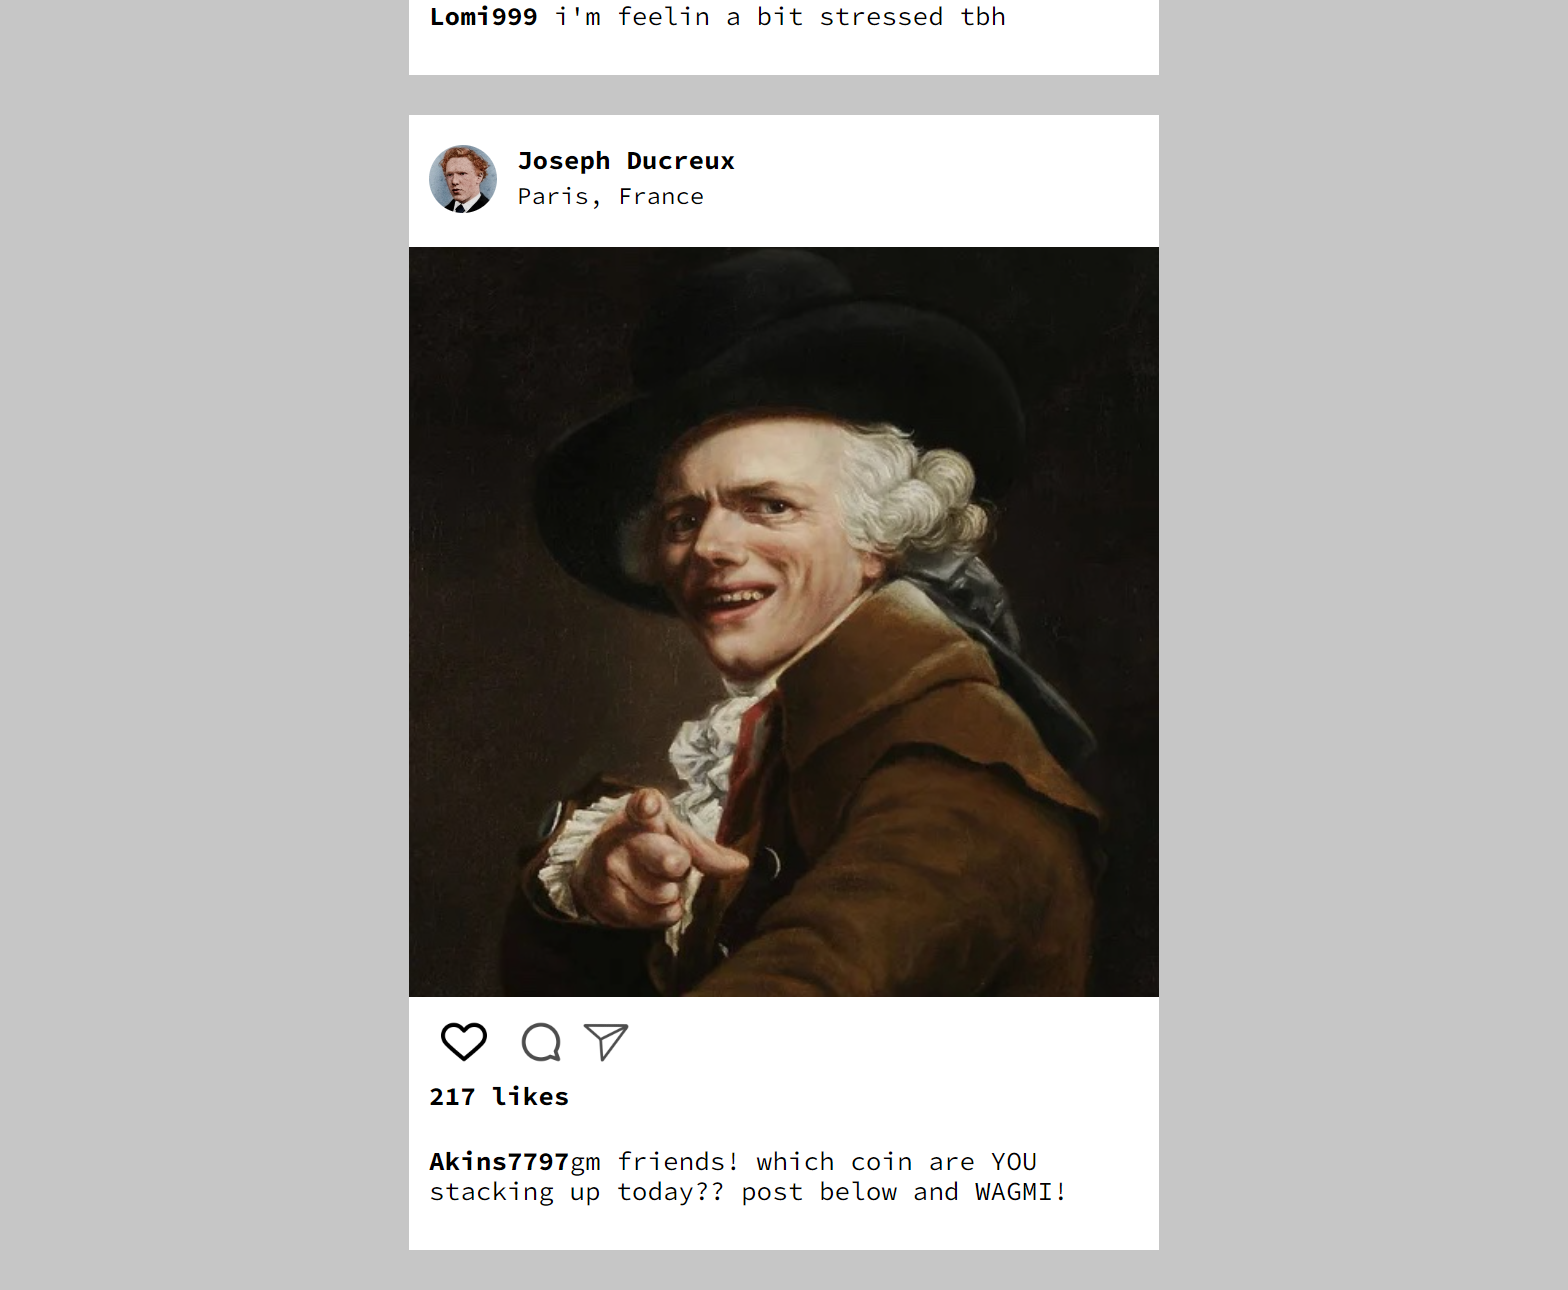 Lomi999 i'm feelin a bit stressed tbh
Joseph Ducreux
Paris, France
217 likes
Akins7797gm friends! which coin are YOU
stacking up today?? post below and WAGMI!